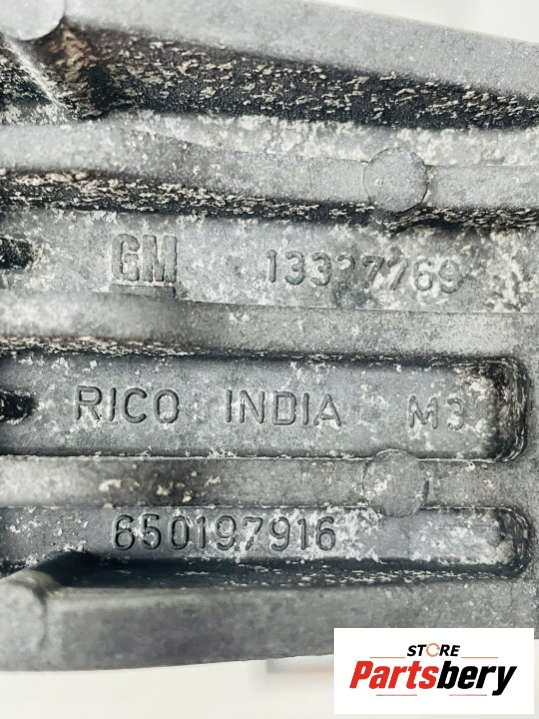 GM 13327769
RICO INDIA M3
650197916
STORE
Partsbery